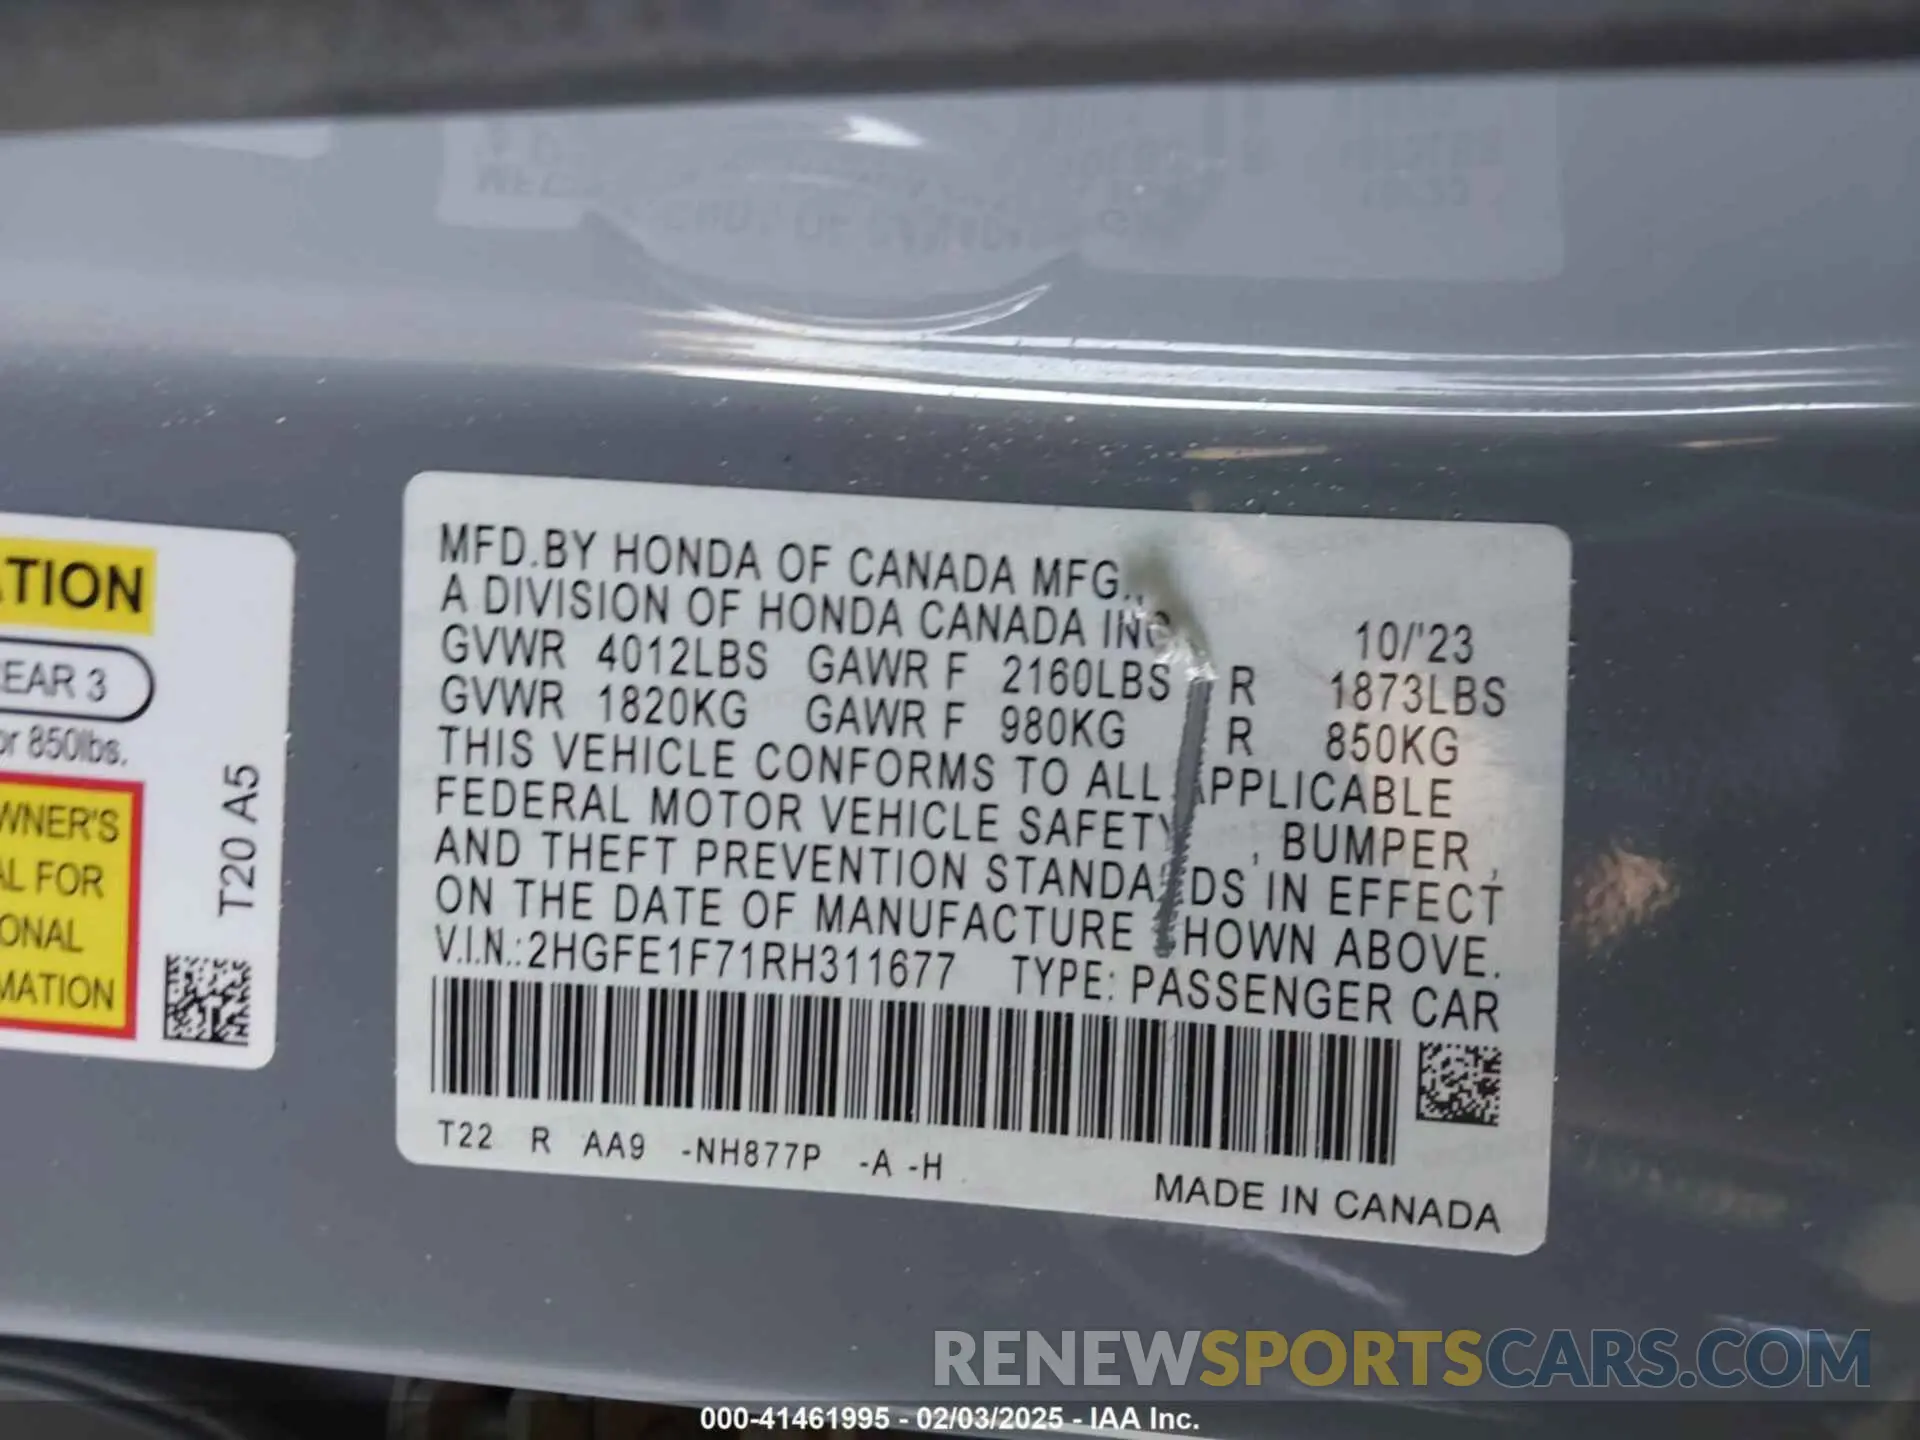 MFD.BY HONDA OF CANADA MFG.,
A DIVISION OF HONDA CANADA INC
10/'23
GVWR 4012LBS GAWR F 2160LBS R 1873LBS
GVWR 1820KG GAWR F 980KG R 850KG
THIS VEHICLE CONFORMS TO ALL APPLICABLE
FEDERAL MOTOR VEHICLE SAFETY , BUMPER ,
AND THEFT PREVENTION STANDARDS IN EFFECT
ON THE DATE OF MANUFACTURE SHOWN ABOVE.
V.I.N.:2HGFE1F71RH311677 TYPE: PASSENGER CAR
T22 R AA9 -NH877P -A -H
MADE IN CANADA
ATION
EAR 3
or 850lbs.
WNER'S
AL FOR
ONAL
MATION
T20 A5
RENEWSPORTSCARS.COM
000-41461995 - 02/03/2025 - IAA Inc.